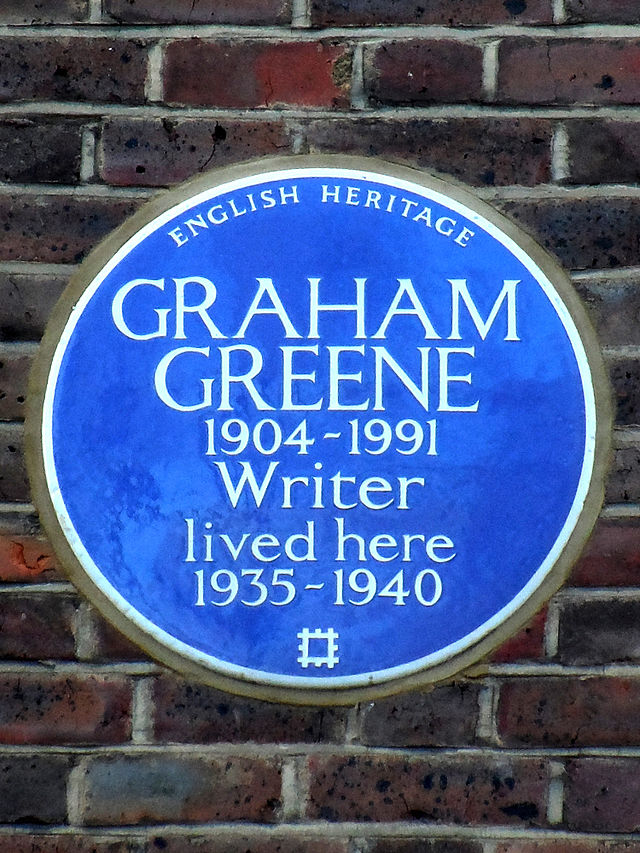 ENGLISH HERITAGE
GRAHAM
GREENE
1904-1991
Writer
lived here
1935-1940